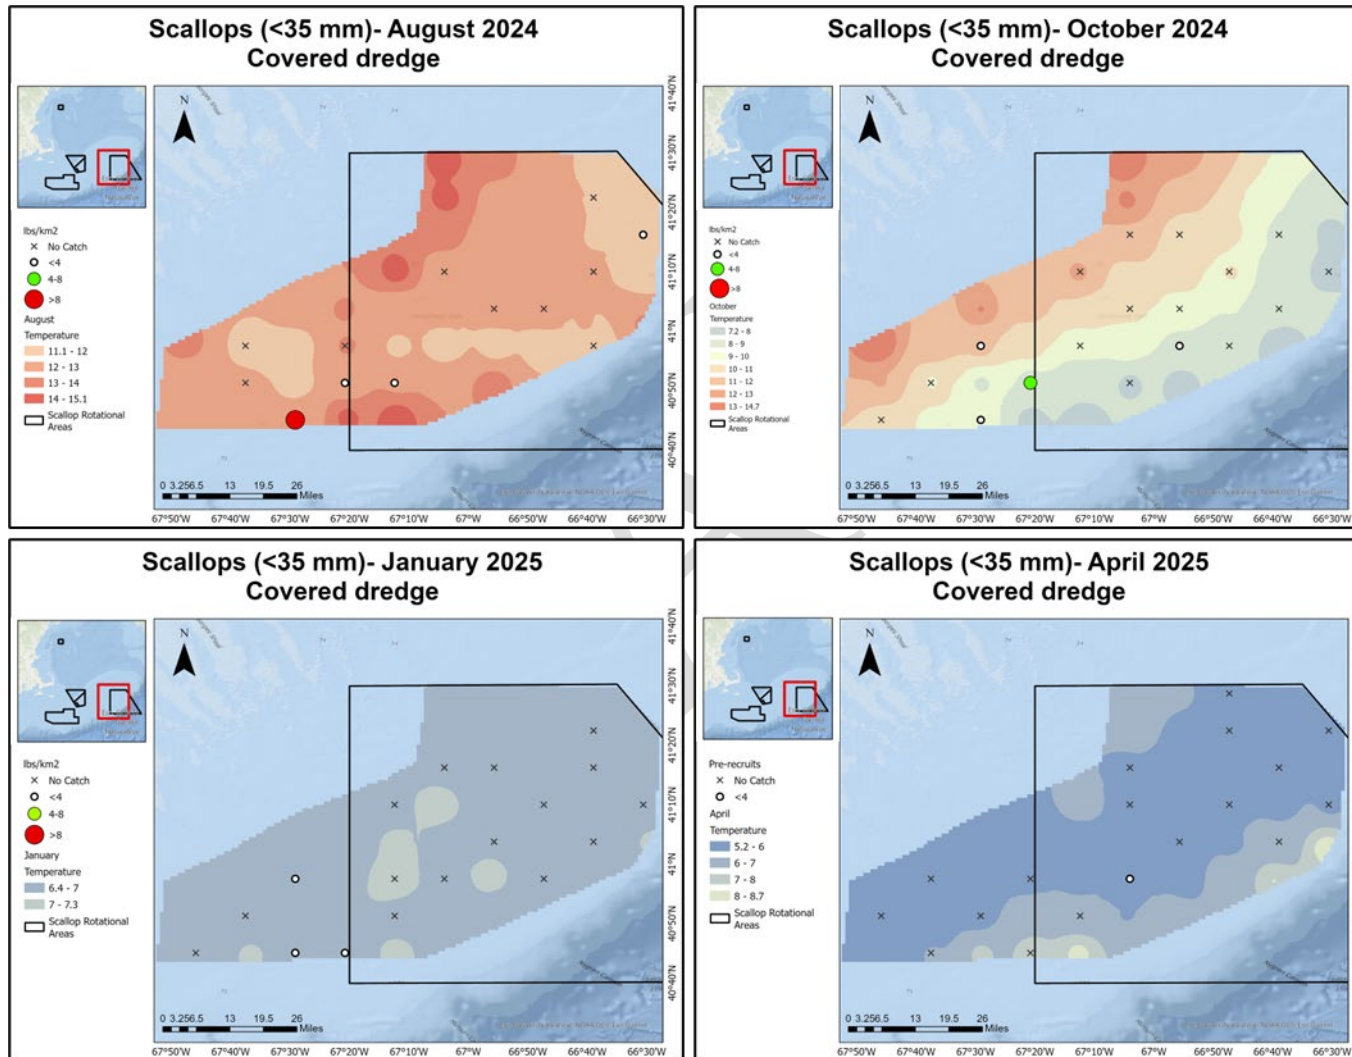 Scallops (<35 mm)- August 2024
Covered dredge
N
lbs/km2
No Catch
<4
4-8
>8
August
Temperature
11.1 - 12
12 - 13
13 - 14
14 - 15.1
Scallop Rotational
Areas
0 3.25 6.5 13 19.5 26
Miles
67°50'W 67°40'W 67°30'W 67°20'W 67°10'W 67°W 66°50'W 66°40'W 66°30'W
41°40'N
41°30'N
41°20'N
41°10'N
41°N
40°50'N
40°40'N
Scallops (<35 mm)- October 2024
Covered dredge
N
lbs/km2
No Catch
<4
4-8
>8
October
Temperature
7.2 - 8
8 - 9
9 - 10
10 - 11
11 - 12
12 - 13
13 - 14.7
Scallop Rotational
Areas
0 3.25 6.5 13 19.5 26
Miles
67°50'W 67°40'W 67°30'W 67°20'W 67°10'W 67°W 66°50'W 66°40'W 66°30'W
Scallops (<35 mm)- January 2025
Covered dredge
N
lbs/km2
No Catch
<4
4-8
>8
January
Temperature
6.4 - 7
7 - 7.3
Scallop Rotational
Areas
0 3.25 6.5 13 19.5 26
Miles
67°50'W 67°40'W 67°30'W 67°20'W 67°10'W 67°W 66°50'W 66°40'W 66°30'W
41°40'N
41°30'N
41°20'N
41°10'N
41°N
40°50'N
40°40'N
Scallops (<35 mm)- April 2025
Covered dredge
N
Pre-recruits
No Catch
<4
April
Temperature
5.2 - 6
6 - 7
7 - 8
8 - 8.7
Scallop Rotational
Areas
0 3.25 6.5 13 19.5 26
Miles
67°50'W 67°40'W 67°30'W 67°20'W 67°10'W 67°W 66°50'W 66°40'W 66°30'W